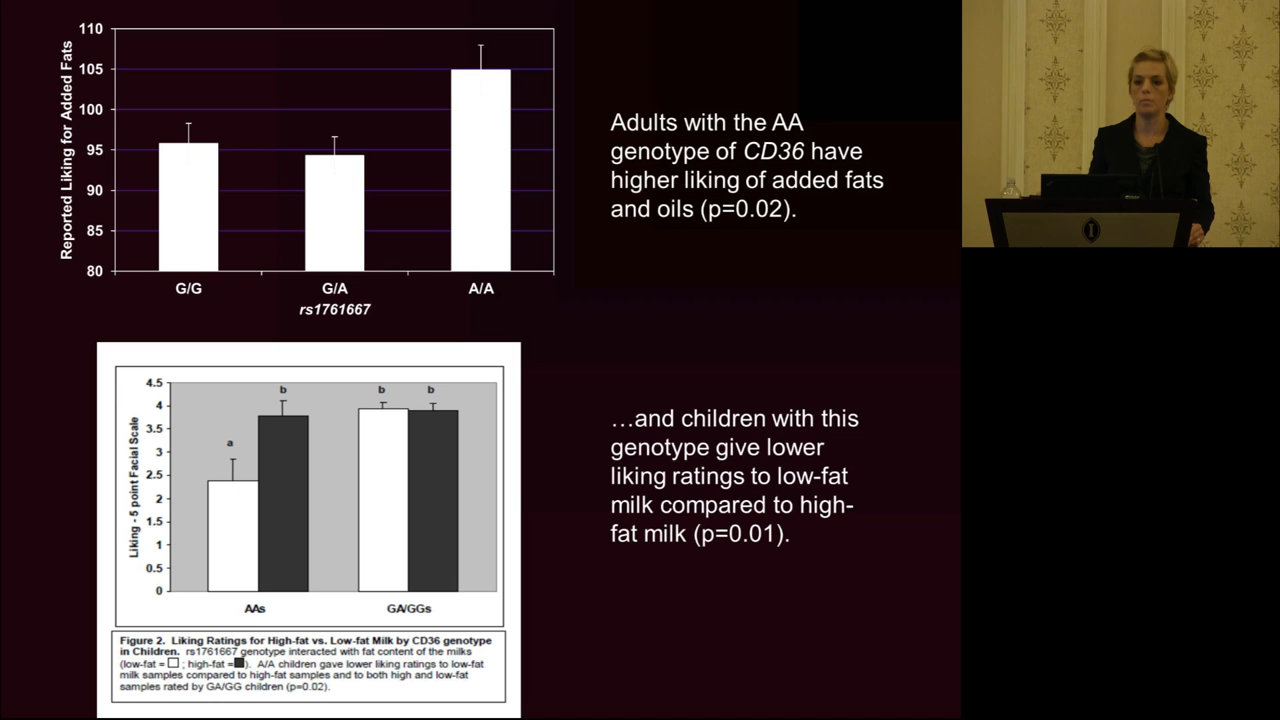 110
105
100
95
90
85
80
Reported Liking for Added Fats
G/G G/A A/A
rs1761667
Adults with the AA
genotype of CD36 have
higher liking of added fats
and oils (p=0.02).
4.5
4
3.5
3
2.5
2
1.5
1
0.5
0
Liking - 5 point Facial Scale
a b b b
AAs GA/GGs
Figure 2. Liking Ratings for High-fat vs. Low-fat Milk by CD36 genotype
in Children. rs1761667 genotype interacted with fat content of the milks
(low-fat = ; high-fat = ). A/A children gave lower liking ratings to low-fat
milk samples compared to high-fat samples and to both high and low-fat
samples rated by GA/GG children (p=0.02).
…and children with this
genotype give lower
liking ratings to low-fat
milk compared to high-
fat milk (p=0.01).
I